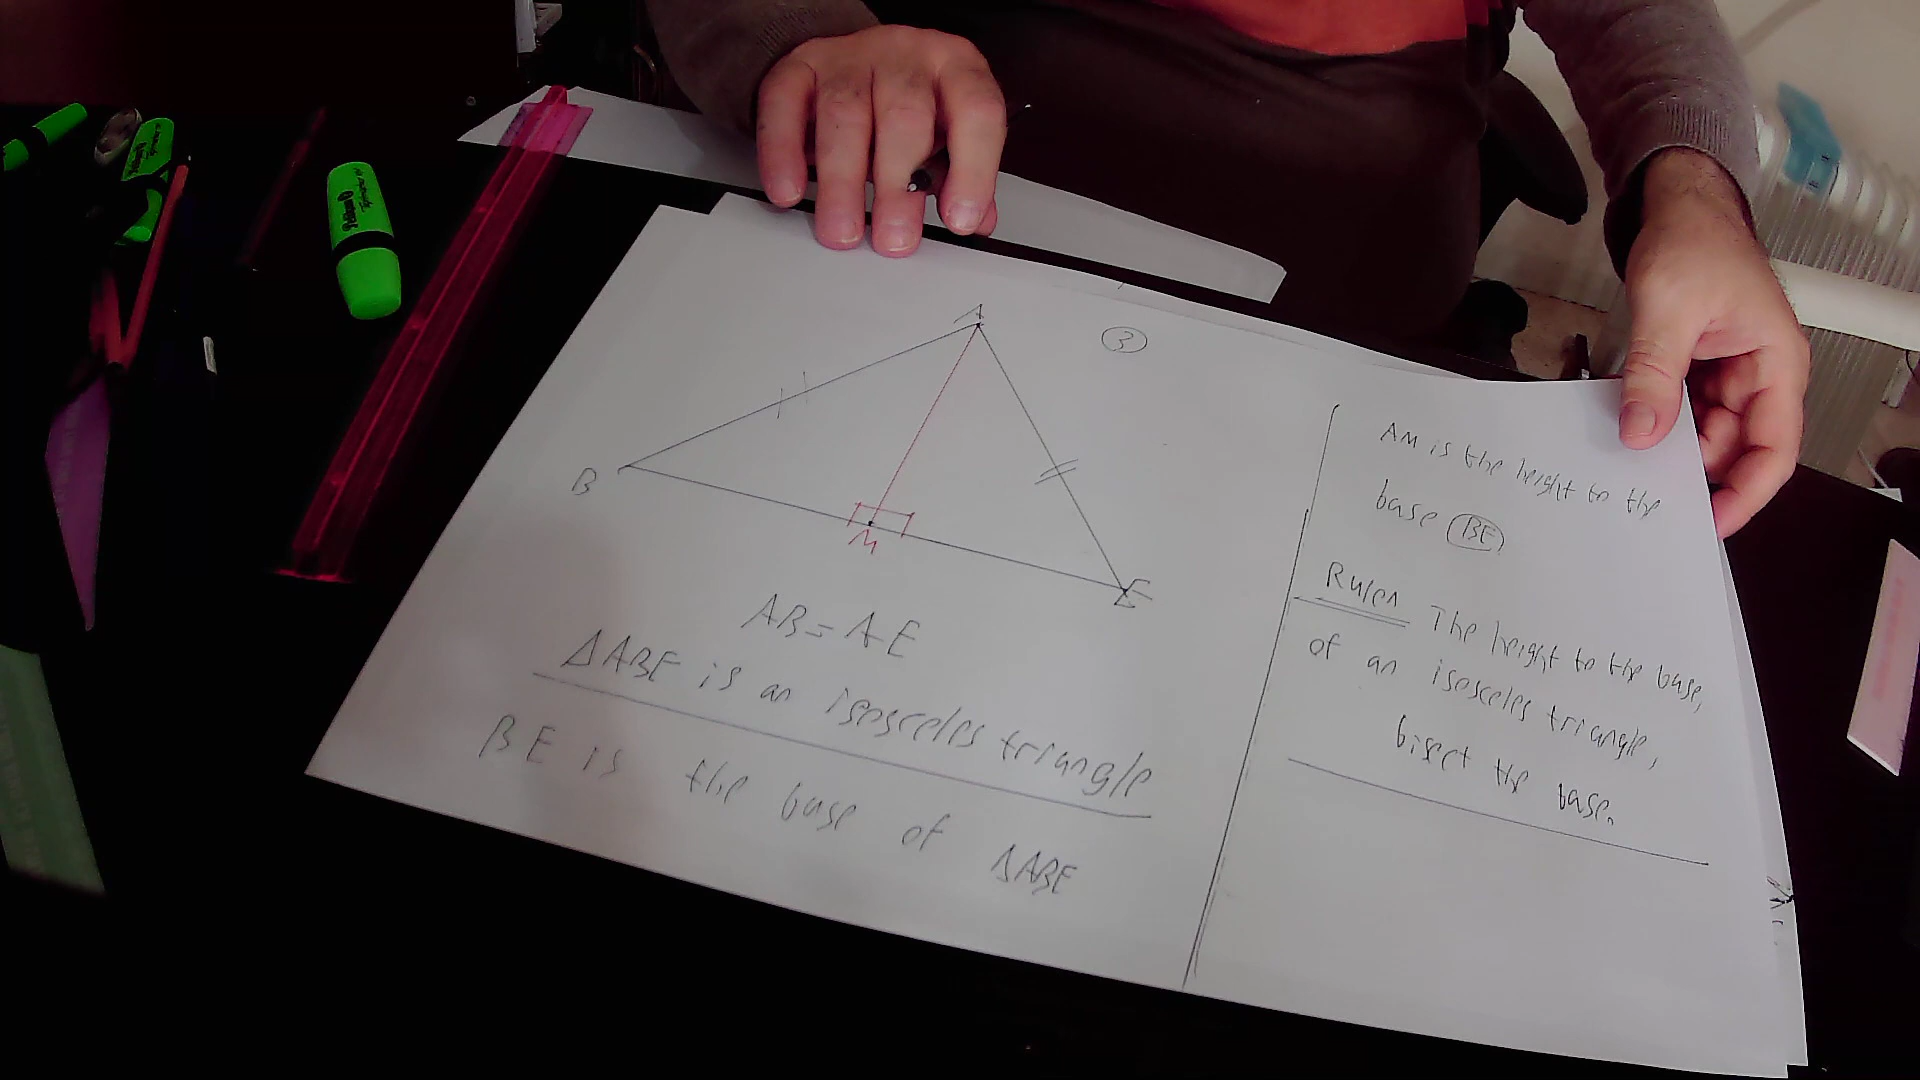 A
3
B
M
E
AB=AE
ΔABE is an isosceles triangle
BE is the base of ΔABE
AM is the height to the
base BE
Rule The height to the base,
of an isosceles triangle,
bisect the base.